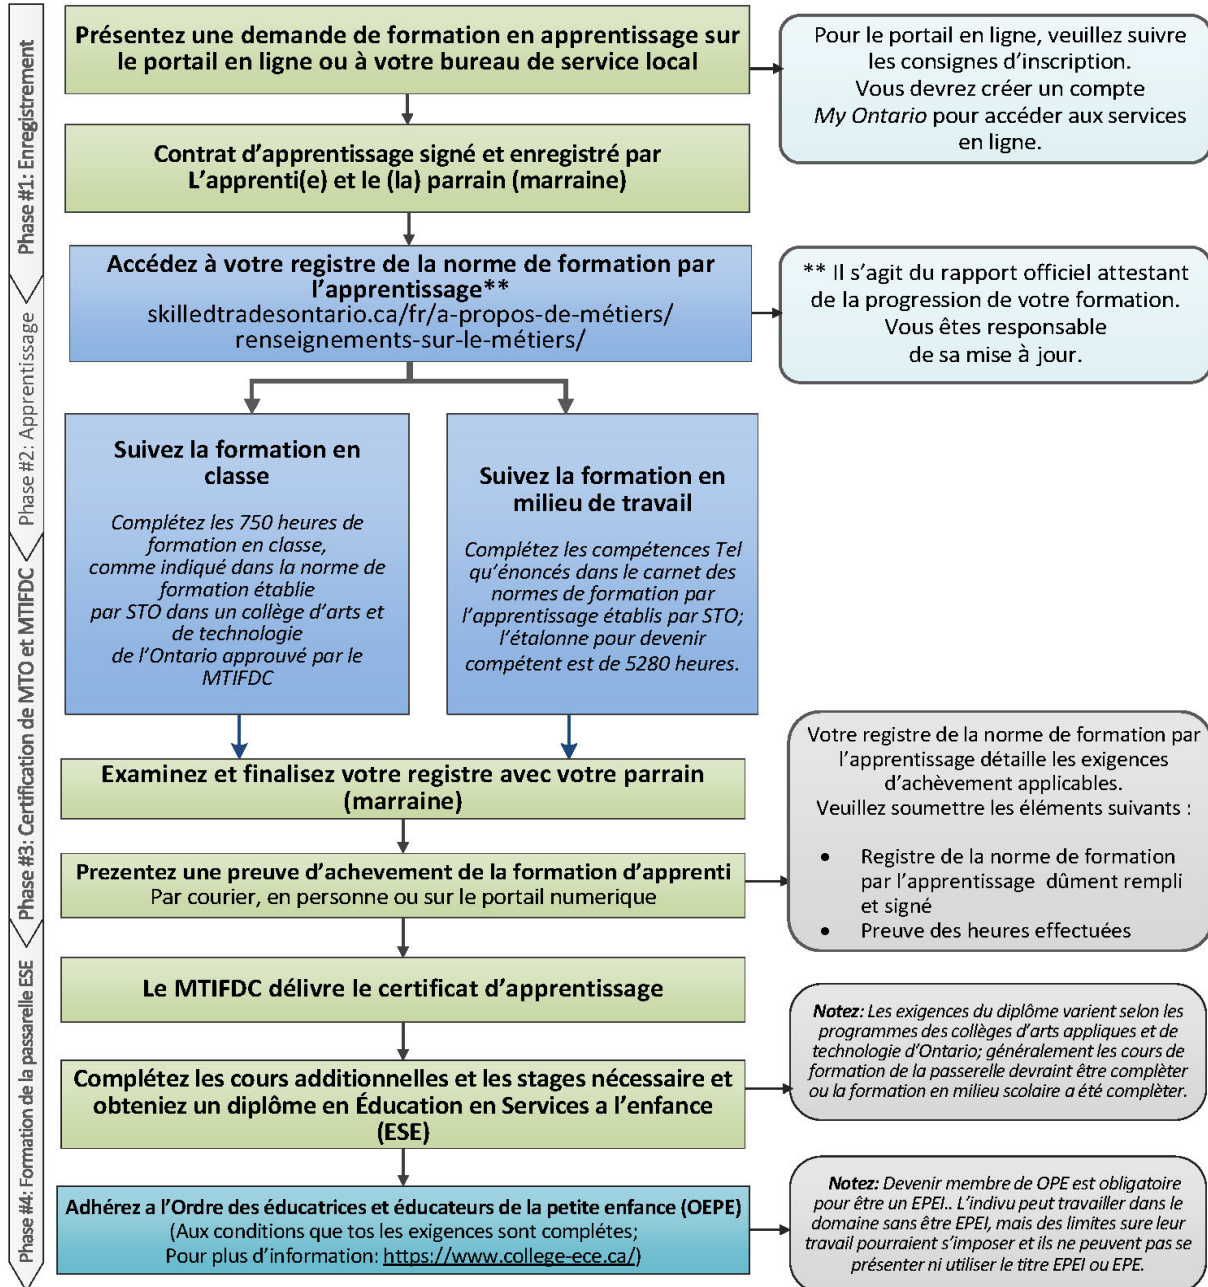 Phase #1: Enregistrement
Phase #2: Apprentissage
Phase #3: Certification de MTO et MTIFDC
Phase #4: Formation de la passarelle ESE
Présentez une demande de formation en apprentissage sur
le portail en ligne ou à votre bureau de service local
Pour le portail en ligne, veuillez suivre
les consignes d'inscription.
Vous devrez créer un compte
My Ontario pour accéder aux services
en ligne.
Contrat d'apprentissage signé et enregistré par
L'apprenti(e) et le (la) parrain (marraine)
Accédez à votre registre de la norme de formation par
l'apprentissage**
skilledtradesontario.ca/fr/a-propos-de-métiers/
renseignements-sur-le-métiers/
** Il s'agit du rapport officiel attestant
de la progression de votre formation.
Vous êtes responsable
de sa mise à jour.
Suivez la formation en
classe
Complétez les 750 heures de
formation en classe,
comme indiqué dans la norme de
formation établie
par STO dans un collège d'arts et
de technologie
de l'Ontario approuvé par le
MTIFDC
Suivez la formation en
milieu de travail
Complétez les compétences Tel
qu'énoncés dans le carnet des
normes de formation par
l'apprentissage établis par STO;
l'étalonne pour devenir
compétent est de 5280 heures.
Examinez et finalisez votre registre avec votre parrain
(marraine)
Votre registre de la norme de formation par
l'apprentissage détaille les exigences
d'achèvement applicables.
Veuillez soumettre les éléments suivants :
• Registre de la norme de formation
par l'apprentissage dûment rempli
et signé
• Preuve des heures effectuées
Prezentez une preuve d'achevement de la formation d'apprenti
Par courier, en personne ou sur le portail numerique
Le MTIFDC délivre le certificat d'apprentissage
Complétez les cours additionnelles et les stages nécessaire et
obteniez un diplôme en Éducation en Services a l'enfance
(ESE)
Notez: Les exigences du diplôme varient selon les
programmes des collèges d'arts appliques et de
technologie d'Ontario; généralement les cours de
formation de la passerelle devraint être complèter
ou la formation en milieu scolaire a été complèter.
Adhérez a l'Ordre des éducatrices et éducateurs de la petite enfance (OEPE)
(Aux conditions que tos les exigences sont complétes;
Pour plus d'information: https://www.college-ece.ca/)
Notez: Devenir membre de OPE est obligatoire
pour être un EPEI.. L'indivu peut travailler dans le
domaine sans être EPEI, mais des limites sure leur
travail pourraient s'imposer et ils ne peuvent pas se
présenter ni utiliser le titre EPEI ou EPE.